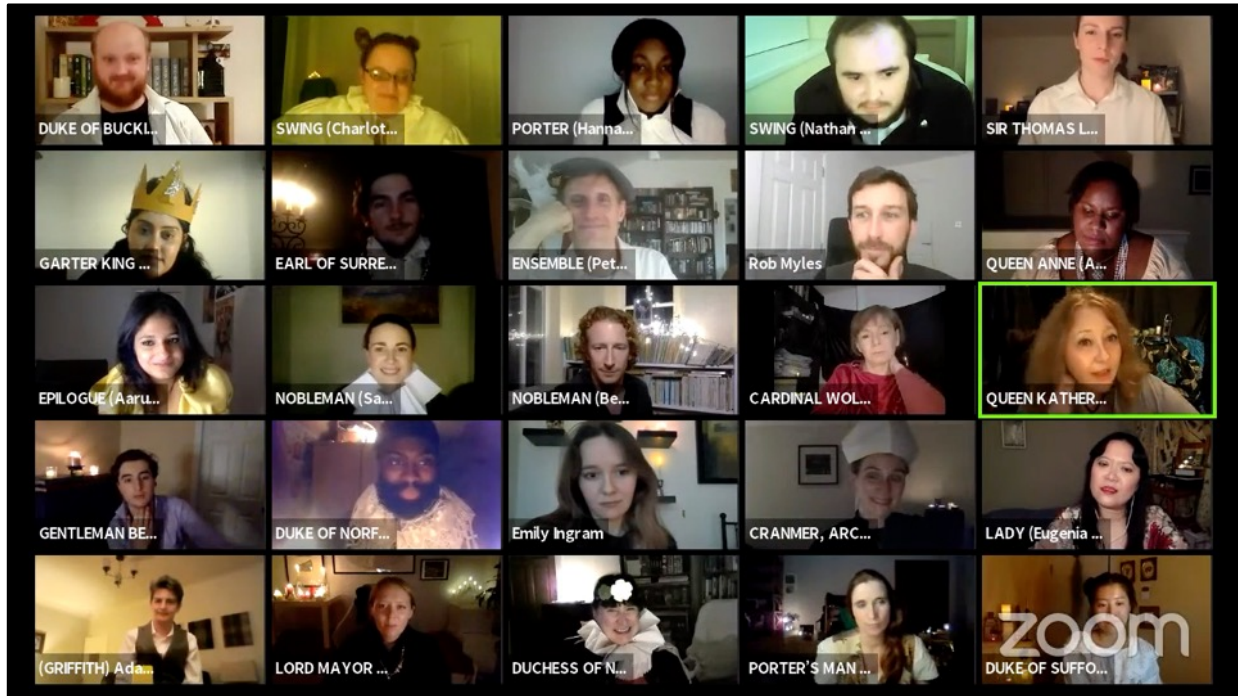 DUKE OF BUCKI...
SWING (Charlot...
PORTER (Hanna...
SWING (Nathan ...
SIR THOMAS L...
GARTER KING ...
EARL OF SURRE...
ENSEMBLE (Pet...
Rob Myles
QUEEN ANNE (A...
EPILOGUE (Aaru...
NOBLEMAN (Sa...
NOBLEMAN (Be...
CARDINAL WOL...
QUEEN KATHER...
GENTLEMAN BE...
DUKE OF NORF...
Emily Ingram
CRANMER, ARC...
LADY (Eugenia ...
(GRIFFITH) Ada...
LORD MAYOR ...
DUCHESS OF N...
PORTER'S MAN ...
DUKE OF SUFFO...
zoom